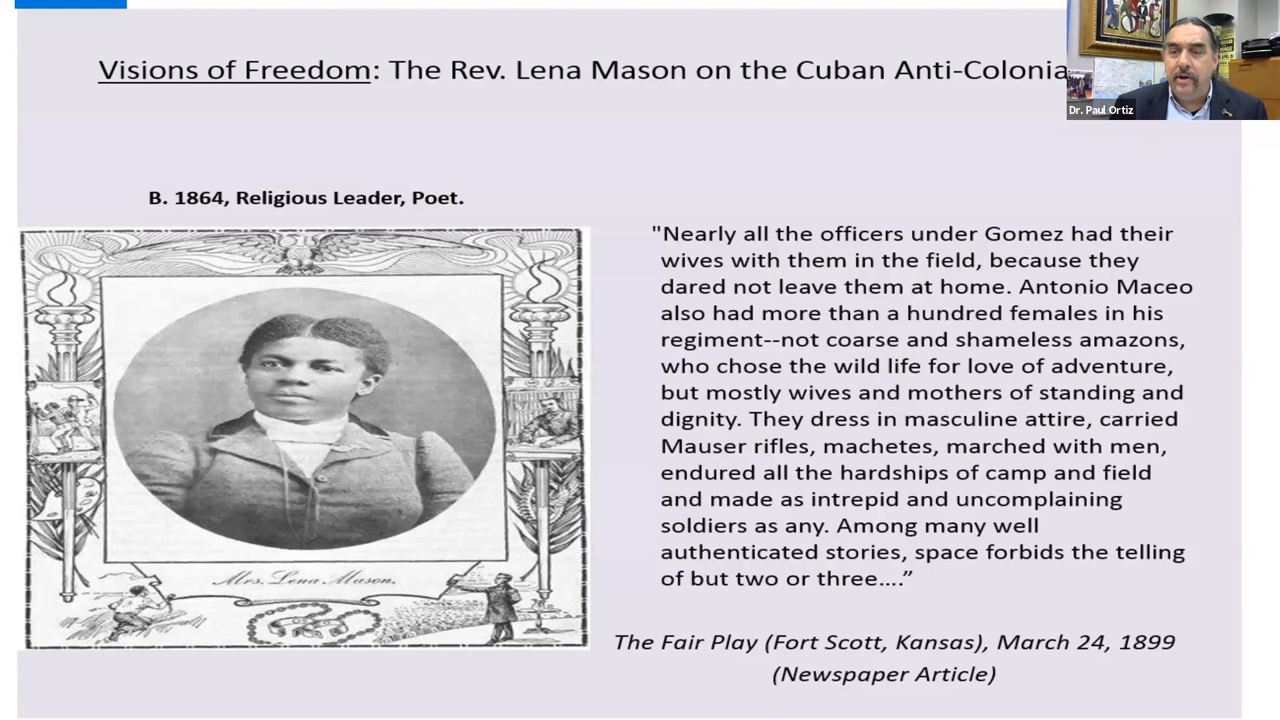 Visions of Freedom: The Rev. Lena Mason on the Cuban Anti-Colonia
Dr. Paul Ortiz
B. 1864, Religious Leader, Poet.
"Nearly all the officers under Gomez had their
wives with them in the field, because they
dared not leave them at home. Antonio Maceo
also had more than a hundred females in his
regiment--not coarse and shameless amazons,
who chose the wild life for love of adventure,
but mostly wives and mothers of standing and
dignity. They dress in masculine attire, carried
Mauser rifles, machetes, marched with men,
endured all the hardships of camp and field
and made as intrepid and uncomplaining
soldiers as any. Among many well
authenticated stories, space forbids the telling
of but two or three....”
Mrs. Lena Mason.
The Fair Play (Fort Scott, Kansas), March 24, 1899
(Newspaper Article)